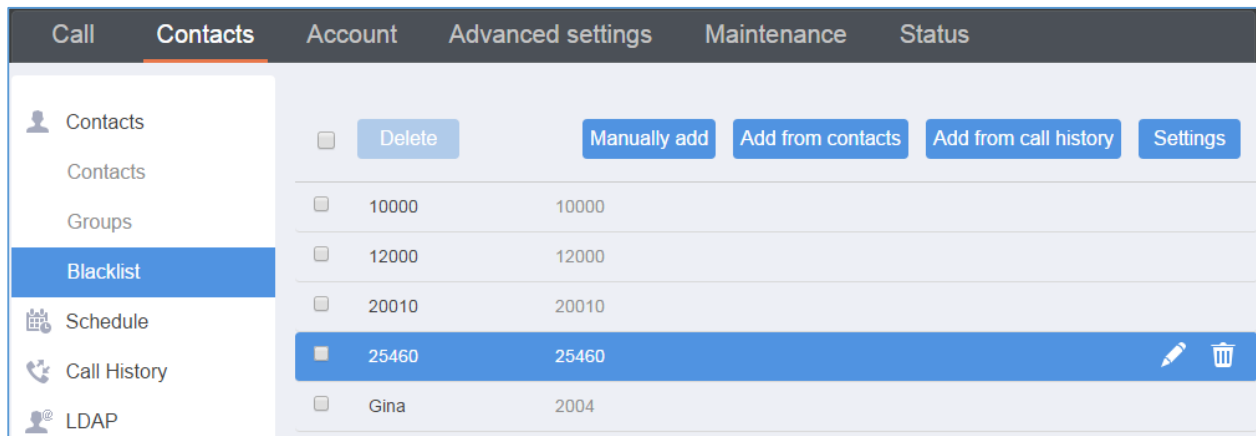 Call Contacts Account Advanced settings Maintenance Status
Contacts
Contacts
Groups
Blacklist
Schedule
Call History
LDAP
Delete Manually add Add from contacts Add from call history Settings
10000 10000
12000 12000
20010 20010
25460 25460
Gina 2004